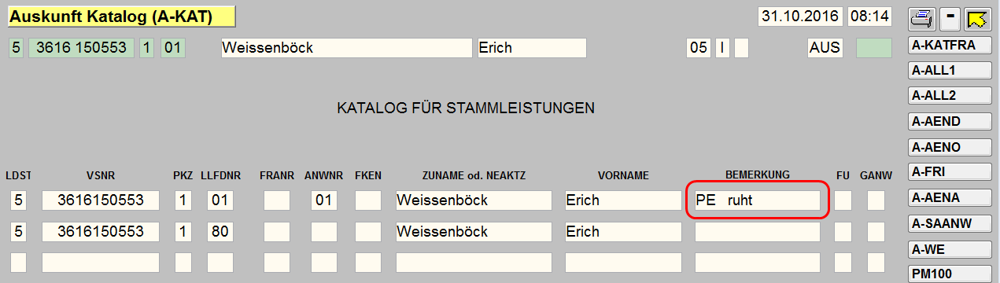 Auskunft Katalog (A-KAT) 31.10.2016 08:14
5 3616 150553 1 01 Weissenböck Erich 05 I AUS
KATALOG FÜR STAMMLEISTUNGEN
LDST VSNR PKZ LLFDNR FRANR ANWNR FKEN ZUNAME od. NEAKTZ VORNAME BEMERKUNG FU GANW
5 3616150553 1 01 01 Weissenböck Erich PE ruht
5 3616150553 1 80 Weissenböck Erich
A-KATFRA
A-ALL1
A-ALL2
A-AEND
A-AENO
A-FRI
A-AENA
A-SAANW
A-WE
PM100